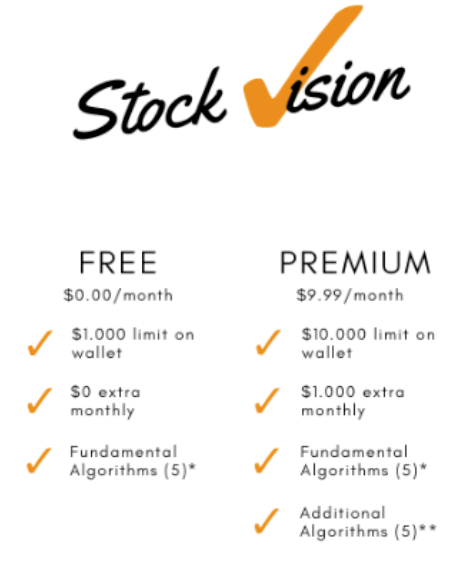 Stock Vision
FREE
$0.00/month
$1.000 limit on
wallet
$0 extra
monthly
Fundamental
Algorithms (5)*
PREMIUM
$9.99/month
$10.000 limit on
wallet
$1.000 extra
monthly
Fundamental
Algorithms (5)*
Additional
Algorithms (5)**